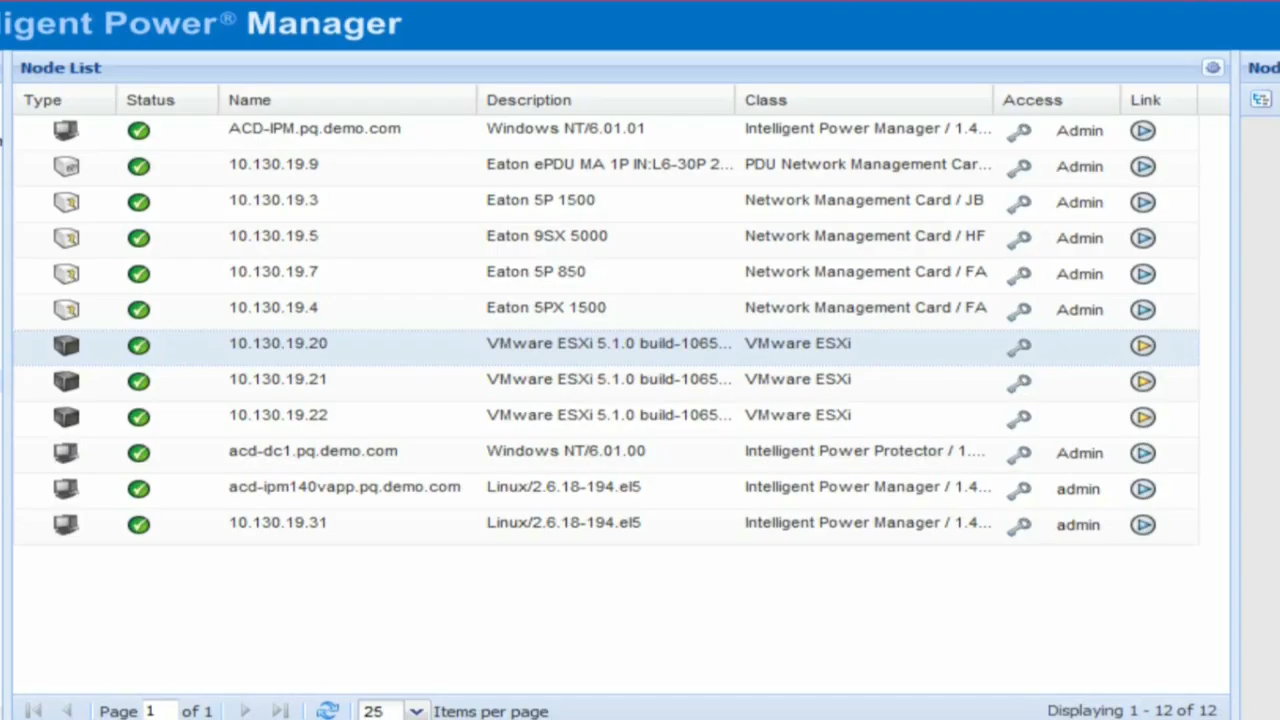 ligent Power® Manager
Node List
Nod
Type Status Name Description Class Access Link
ACD-IPM.pq.demo.com Windows NT/6.01.01 Intelligent Power Manager / 1.4... Admin
10.130.19.9 Eaton ePDU MA 1P IN:L6-30P 2... PDU Network Management Car... Admin
10.130.19.3 Eaton 5P 1500 Network Management Card / JB Admin
10.130.19.5 Eaton 9SX 5000 Network Management Card / HF Admin
10.130.19.7 Eaton 5P 850 Network Management Card / FA Admin
10.130.19.4 Eaton 5PX 1500 Network Management Card / FA Admin
10.130.19.20 VMware ESXi 5.1.0 build-1065... VMware ESXi
10.130.19.21 VMware ESXi 5.1.0 build-1065... VMware ESXi
10.130.19.22 VMware ESXi 5.1.0 build-1065... VMware ESXi
acd-dc1.pq.demo.com Windows NT/6.01.00 Intelligent Power Protector / 1.... Admin
acd-ipm140vapp.pq.demo.com Linux/2.6.18-194.el5 Intelligent Power Manager / 1.4... admin
10.130.19.31 Linux/2.6.18-194.el5 Intelligent Power Manager / 1.4... admin
Page 1 of 1 25 Items per page Displaying 1 - 12 of 12